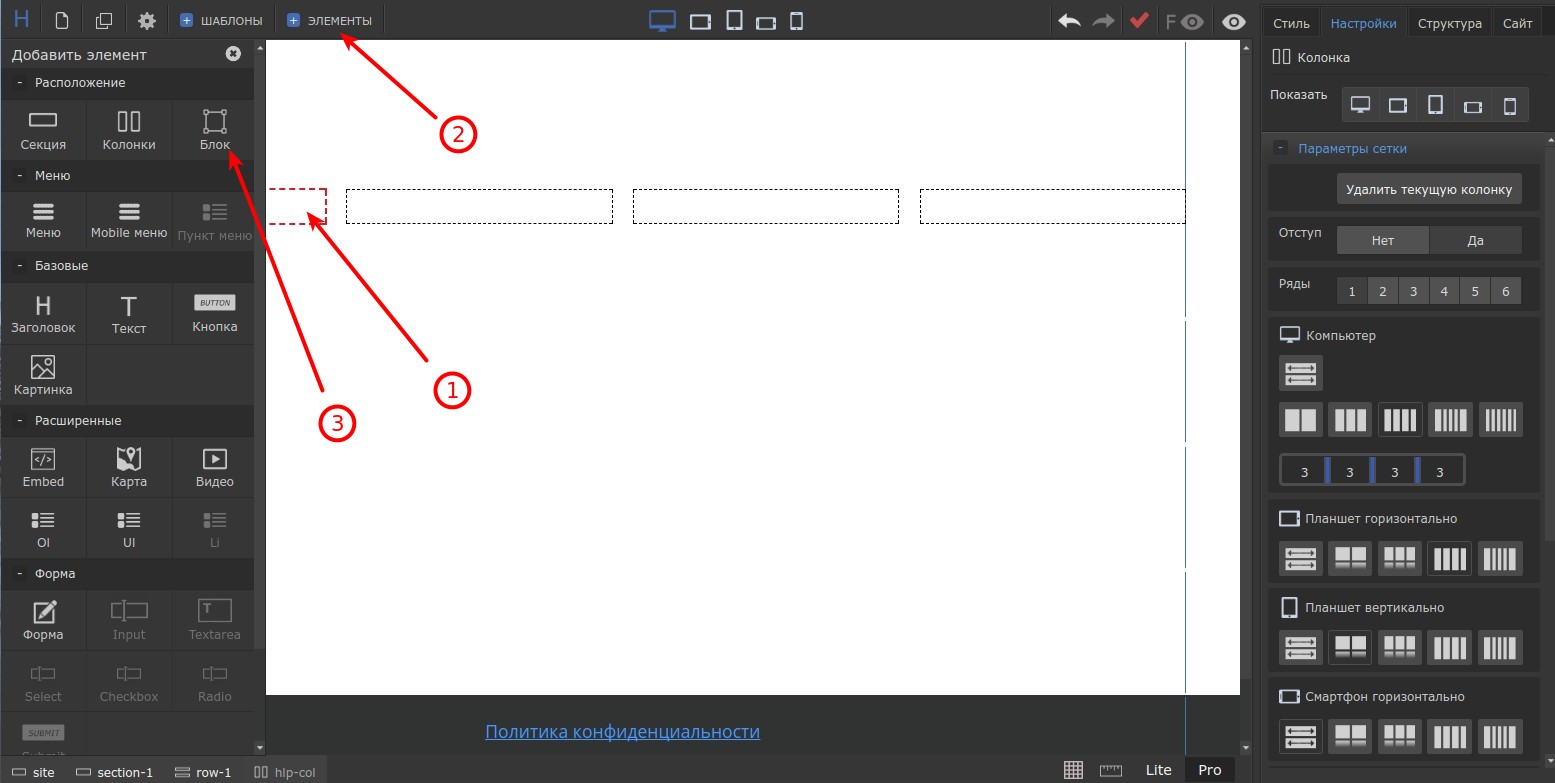 H
ШАБЛОНЫ
ЭЛЕМЕНТЫ
F
Стиль
Настройки
Структура
Сайт
Добавить элемент
- Расположение
Секция
Колонки
Блок
- Меню
Меню
Mobile меню
Пункт меню
- Базовые
H
Заголовок
T
Текст
BUTTON
Кнопка
Картинка
- Расширенные
Embed
Карта
Видео
Ol
Ul
Li
- Форма
Форма
Input
T
Textarea
Select
Checkbox
Radio
SUBMIT
Submit
2
1
3
Политика конфиденциальности
Колонка
Показать
- Параметры сетки
Удалить текущую колонку
Отступ
Нет
Да
Ряды
1 2 3 4 5 6
Компьютер
3 3 3 3
Планшет горизонтально
Планшет вертикально
Смартфон горизонтально
site
section-1
row-1
hlp-col
Lite
Pro